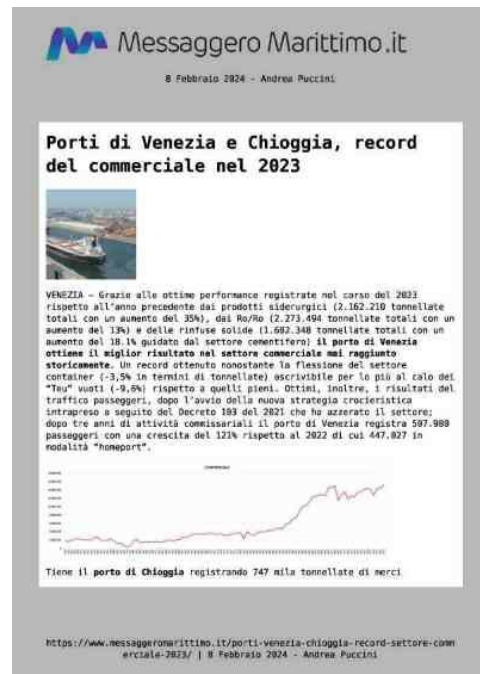 Messaggero Marittimo.it
8 Febbraio 2024 - Andrea Puccini
Porti di Venezia e Chioggia, record
del commerciale nel 2023
VENEZIA – Grazie alle ottime performance registrate nel corso del 2023
rispetto all'anno precedente dai prodotti siderurgici (2.162.210 tonnellate
totali con un aumento del 35%), dai Ro/Ro (2.273.494 tonnellate totali con un
aumento del 13%) e delle rinfuse solide (1.682.348 tonnellate totali con un
aumento del 18.1% guidato dal settore cementifero) il porto di Venezia
ottiene il miglior risultato nel settore commerciale mai raggiunto
storicamente. Un record ottenuto nonostante la flessione del settore
container (-3,5% in termini di tonnellate) ascrivibile per lo più al calo dei
"Teu" vuoti (-9,6%) rispetto a quelli pieni. Ottimi, inoltre, i risultati del
traffico passeggeri, dopo l'avvio della nuova strategia crocieristica
intrapreso a seguito del Decreto 103 del 2021 che ha azzerato il settore;
dopo tre anni di attività commissariali il porto di Venezia registra
passeggeri con una crescita del 121% rispetto al 2022 di cui 447.027 in
modalità "homeport".
COMMERCIALE
Tiene il porto di Chioggia registrando 747 mila tonnellate di merci
https://www.messaggeromarittimo.it/porti-venezia-chioggia-record-settore-comm
erciale-2023/ | 8 Febbraio 2024 - Andrea Puccini